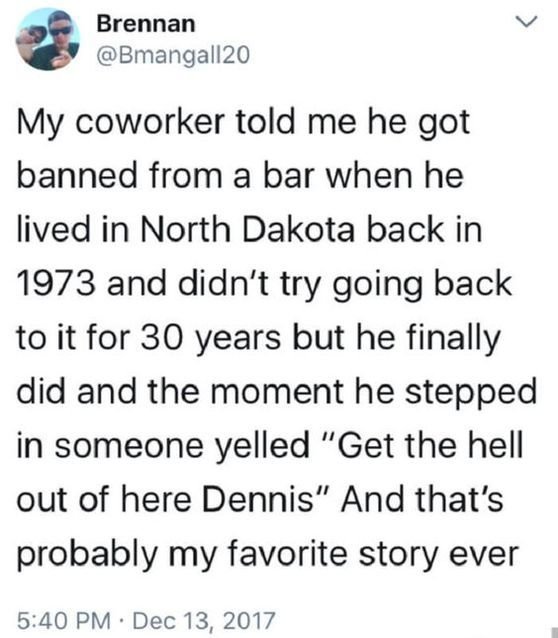 Brennan
@Bmangall20
My coworker told me he got
banned from a bar when he
lived in North Dakota back in
1973 and didn’t try going back
to it for 30 years but he finally
did and the moment he stepped
in someone yelled "Get the hell
out of here Dennis" And that’s
probably my favorite story ever
5:40 PM · Dec 13, 2017